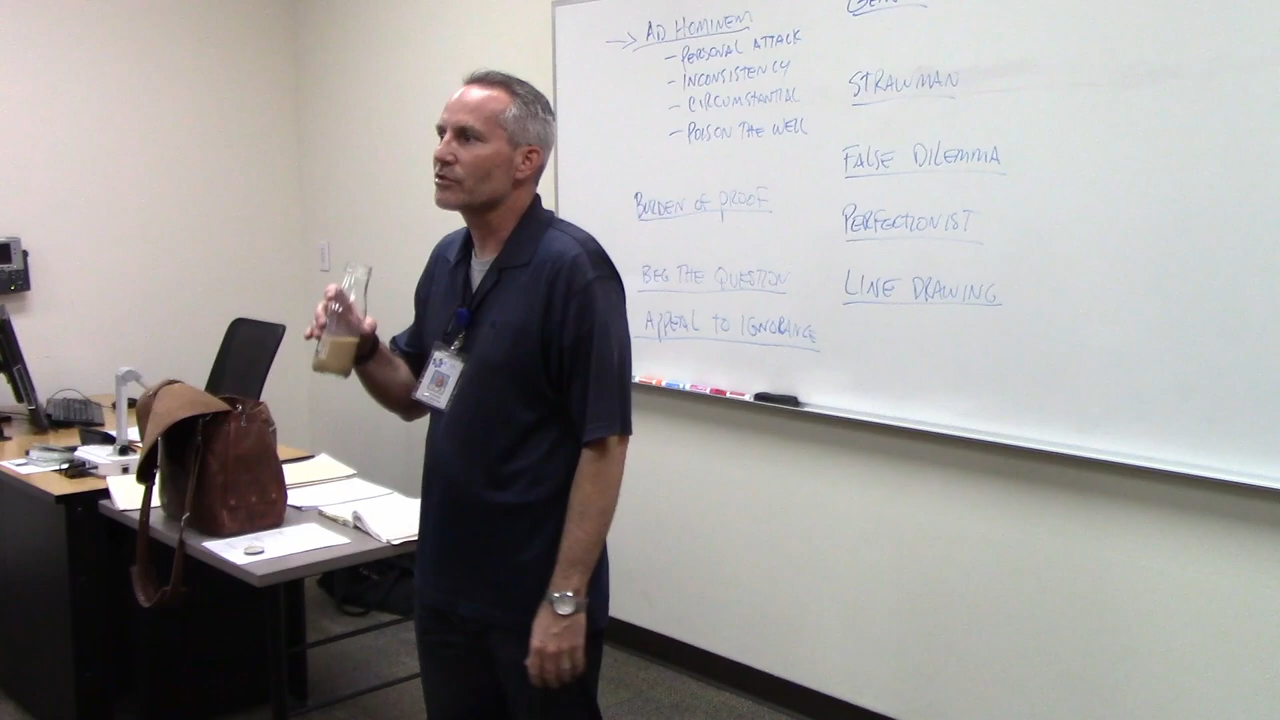 AD HOMINEM
- PERSONAL ATTACK
- INCONSISTENCY
- CIRCUMSTANTIAL
- POISON THE WELL
BURDEN OF PROOF
BEG THE QUESTION
APPEAL TO IGNORANCE
STRAWMAN
FALSE DILEMMA
PERFECTIONIST
LINE DRAWING